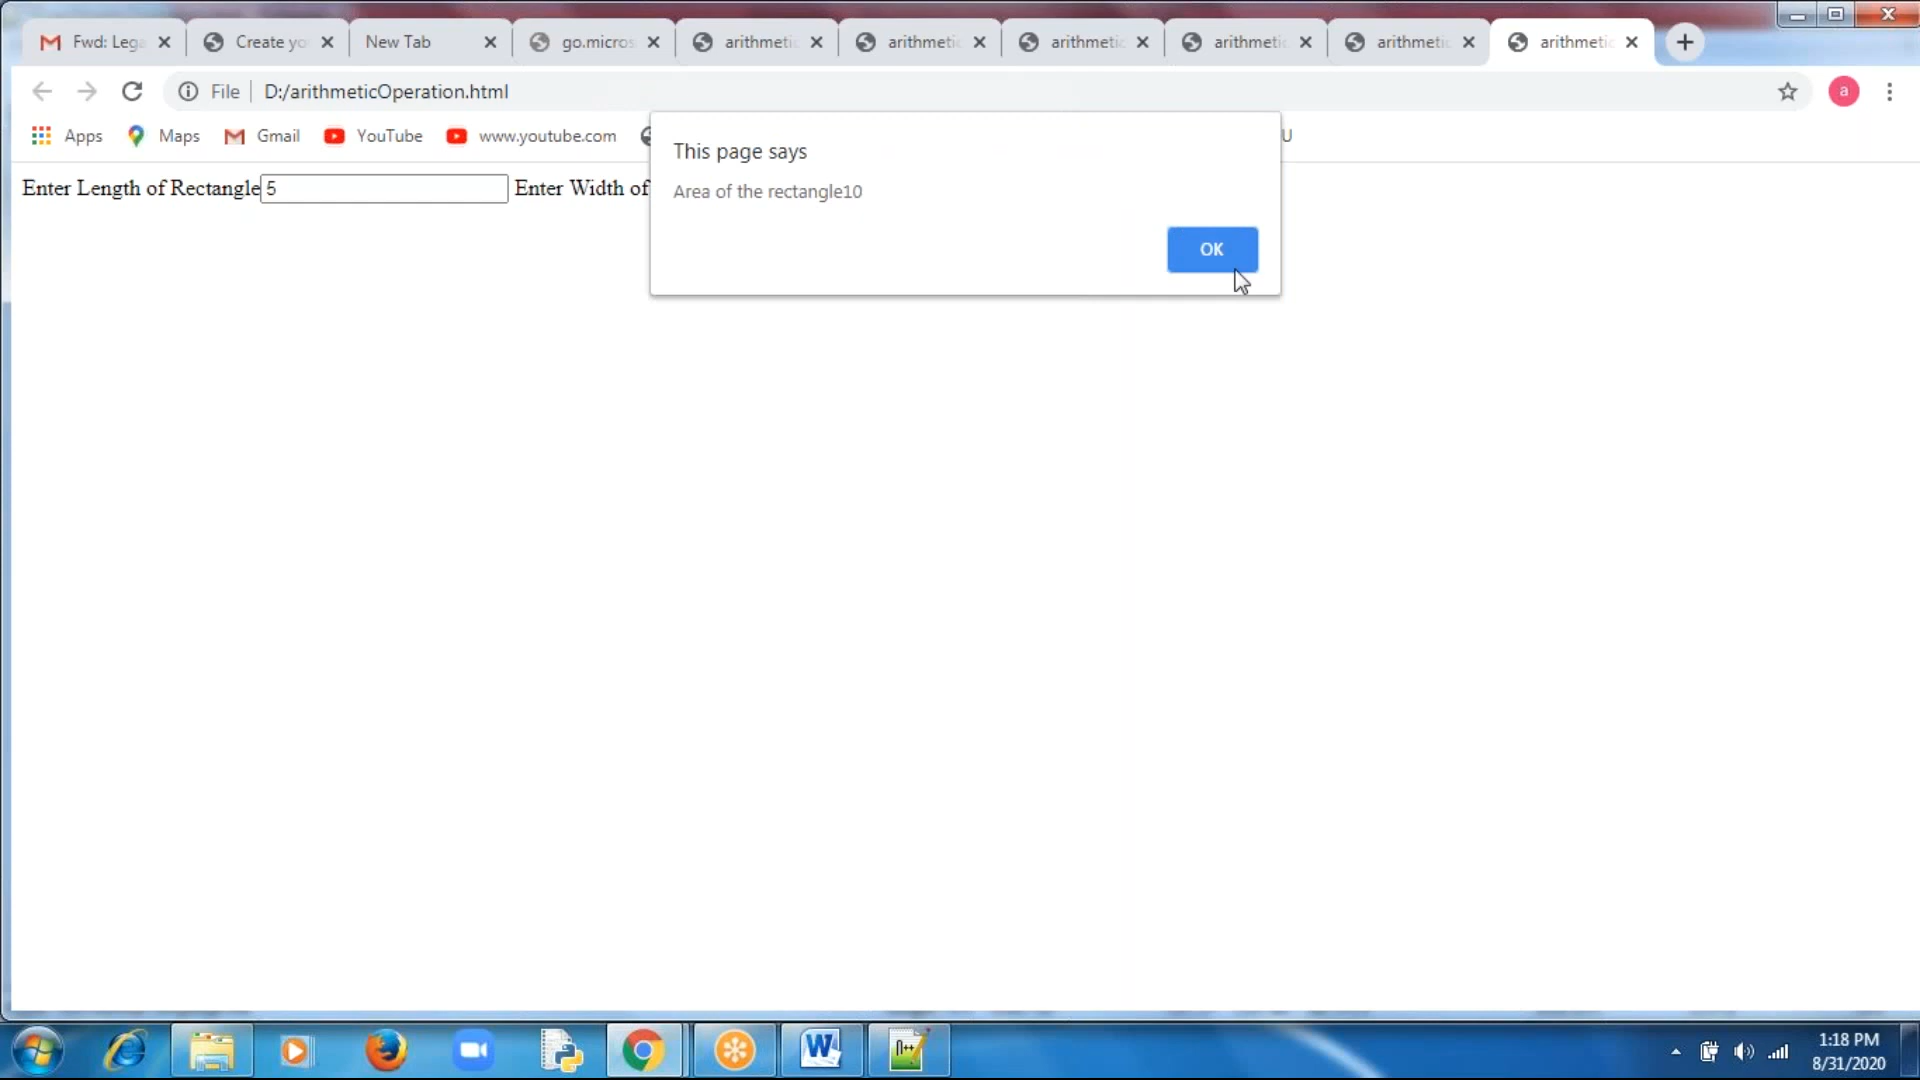 Fwd: Lega
Create yo
New Tab
go.micros
arithmetic
arithmetic
arithmetic
arithmetic
arithmetic
arithmetic
File D:/arithmeticOperation.html a
Apps Maps Gmail YouTube www.youtube.com U
This page says
Area of the rectangle10
OK
Enter Length of Rectangle 5 Enter Width of
1:18 PM
8/31/2020